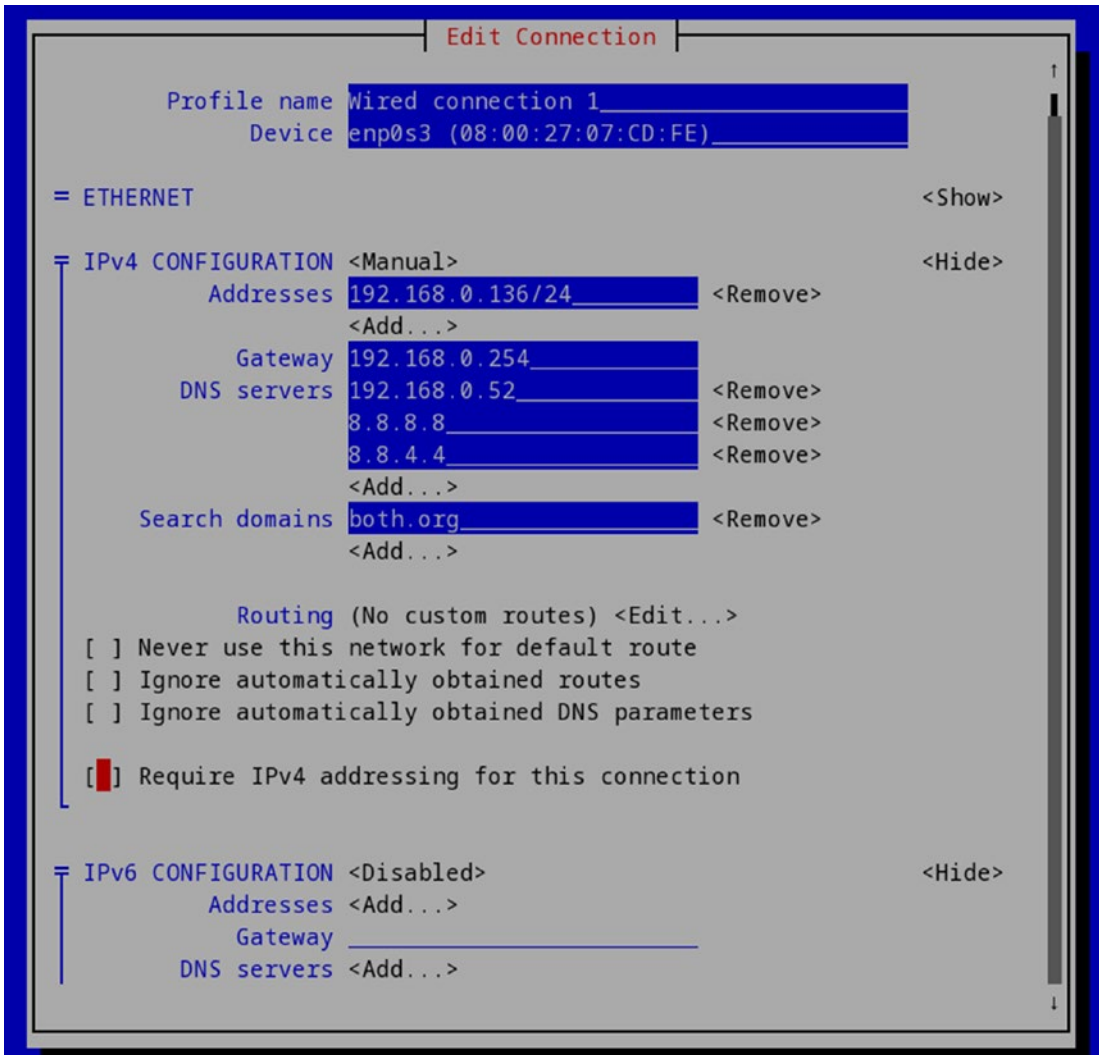 Edit Connection
↑
Profile name Wired connection 1
Device enp0s3 (08:00:27:07:CD:FE)
= ETHERNET <Show>
= IPv4 CONFIGURATION <Manual> <Hide>
Addresses 192.168.0.136/24 <Remove>
<Add...>
Gateway 192.168.0.254
DNS servers 192.168.0.52 <Remove>
8.8.8.8 <Remove>
8.8.4.4 <Remove>
<Add...>
Search domains both.org <Remove>
<Add...>
Routing (No custom routes) <Edit...>
[ ] Never use this network for default route
[ ] Ignore automatically obtained routes
[ ] Ignore automatically obtained DNS parameters
[ ] Require IPv4 addressing for this connection
= IPv6 CONFIGURATION <Disabled> <Hide>
Addresses <Add...>
Gateway
DNS servers <Add...>
↓